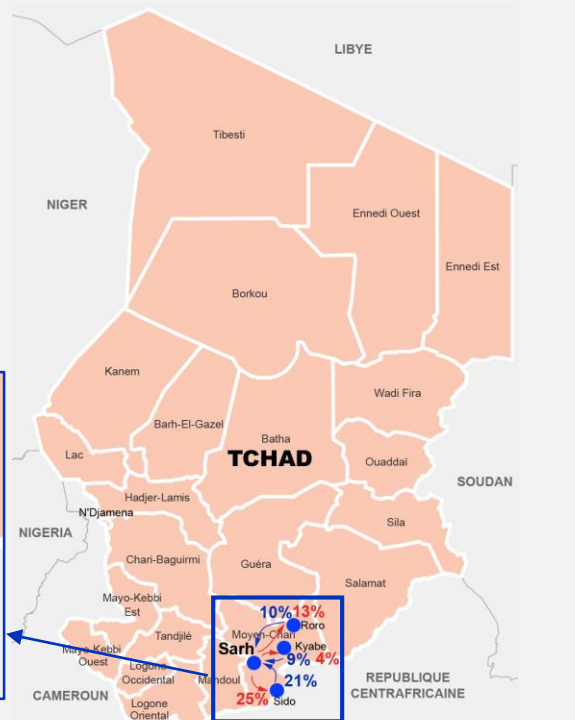 LIBYE
Tibesti
NIGER
Ennedi Ouest
Ennedi Est
Borkou
Kanem
Wadi Fira
Barh-El-Gazel
Batha
TCHAD
Lac
Ouaddaï
SOUDAN
Hadjer-Lamis
N'Djamena
Sila
NIGERIA
Chari-Baguirmi
Guéra
Salamat
Mayo-Kebbi
Est
10% 13%
Roro
Moyen-Chari
Tandjilé
Sarh
Kyabe
Mayo-Kebbi
Ouest
9% 4%
Logone
Occidental
Mandoul
21%
REPUBLIQUE
CENTRAFRICAINE
25%
Sido
CAMEROUN
Logone
Oriental